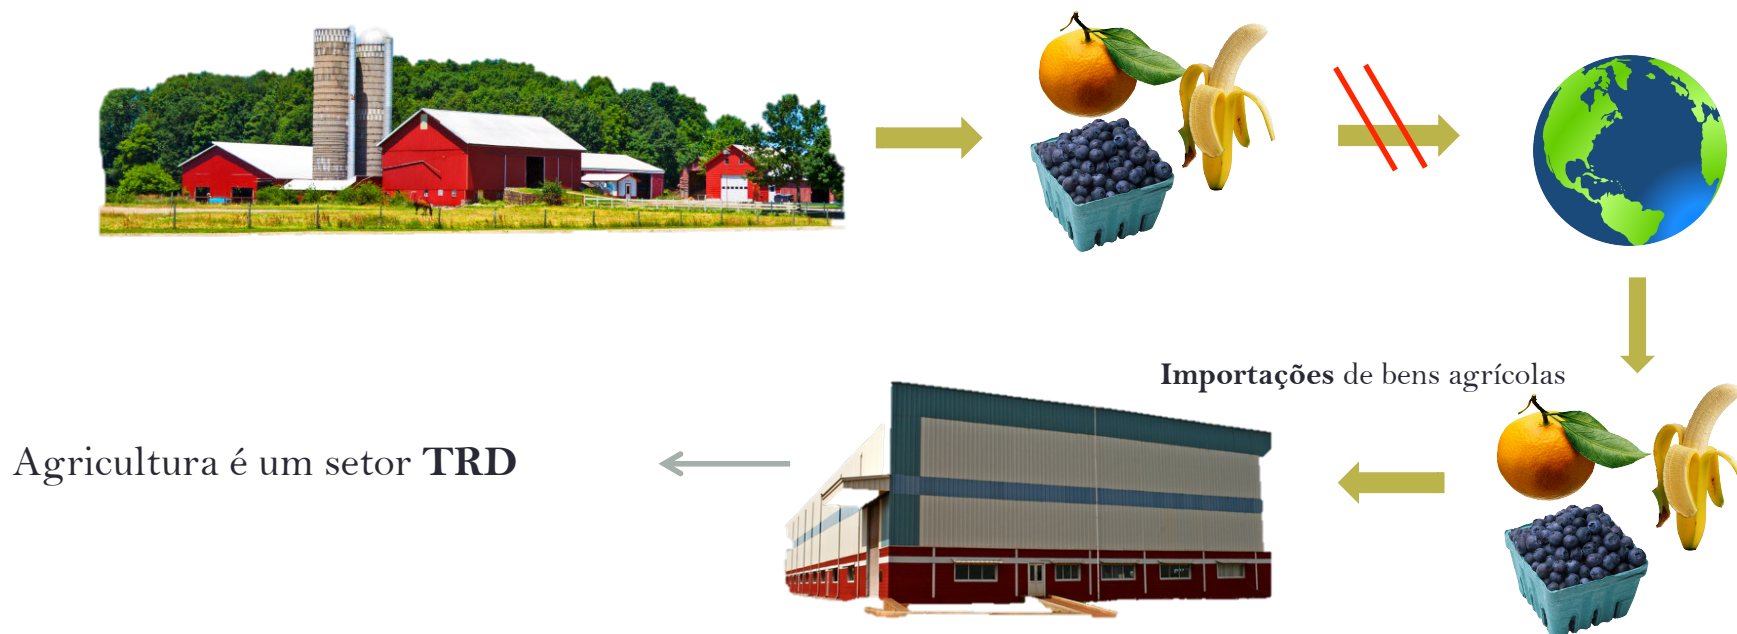 Importações de bens agrícolas
Agricultura é um setor TRD